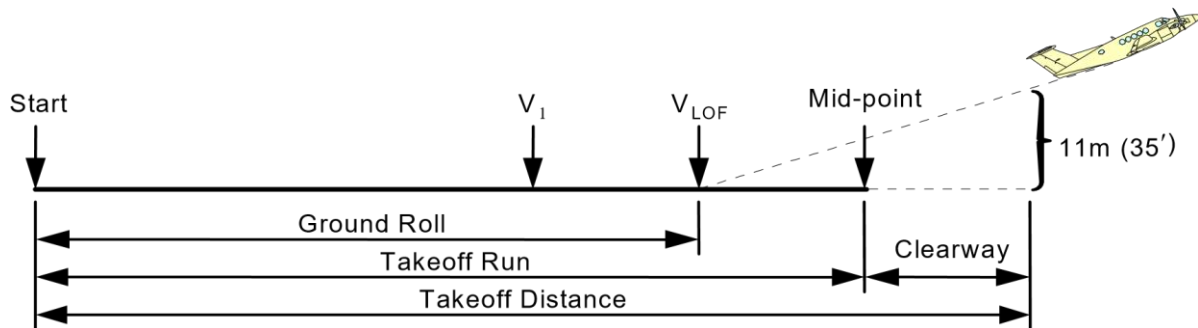 Start
V1
VLOF
Mid-point
11m (35′)
Ground Roll
Clearway
Takeoff Run
Takeoff Distance